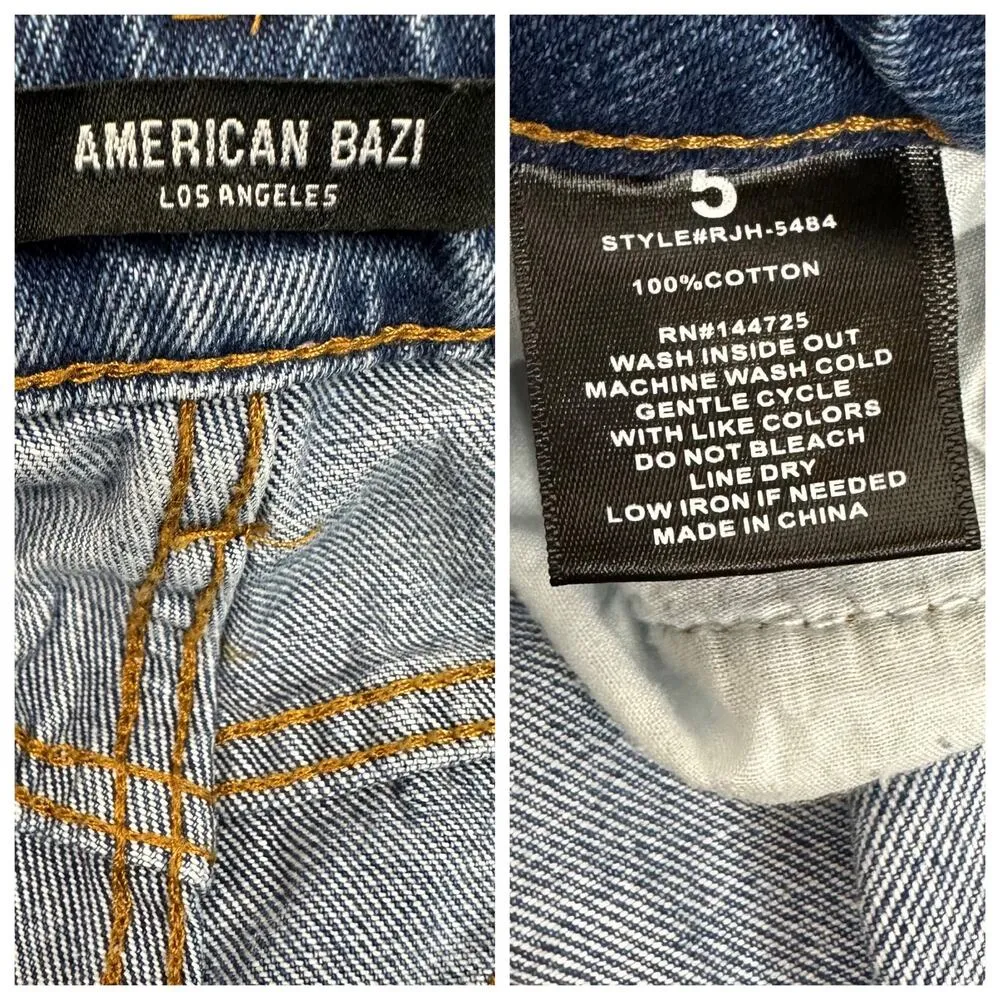 AMERICAN BAZI
LOS ANGELES
5
STYLE#RJH-5484
100%COTTON
RN#144725
WASH INSIDE OUT
MACHINE WASH COLD
GENTLE CYCLE
WITH LIKE COLORS
DO NOT BLEACH
LINE DRY
LOW IRON IF NEEDED
MADE IN CHINA